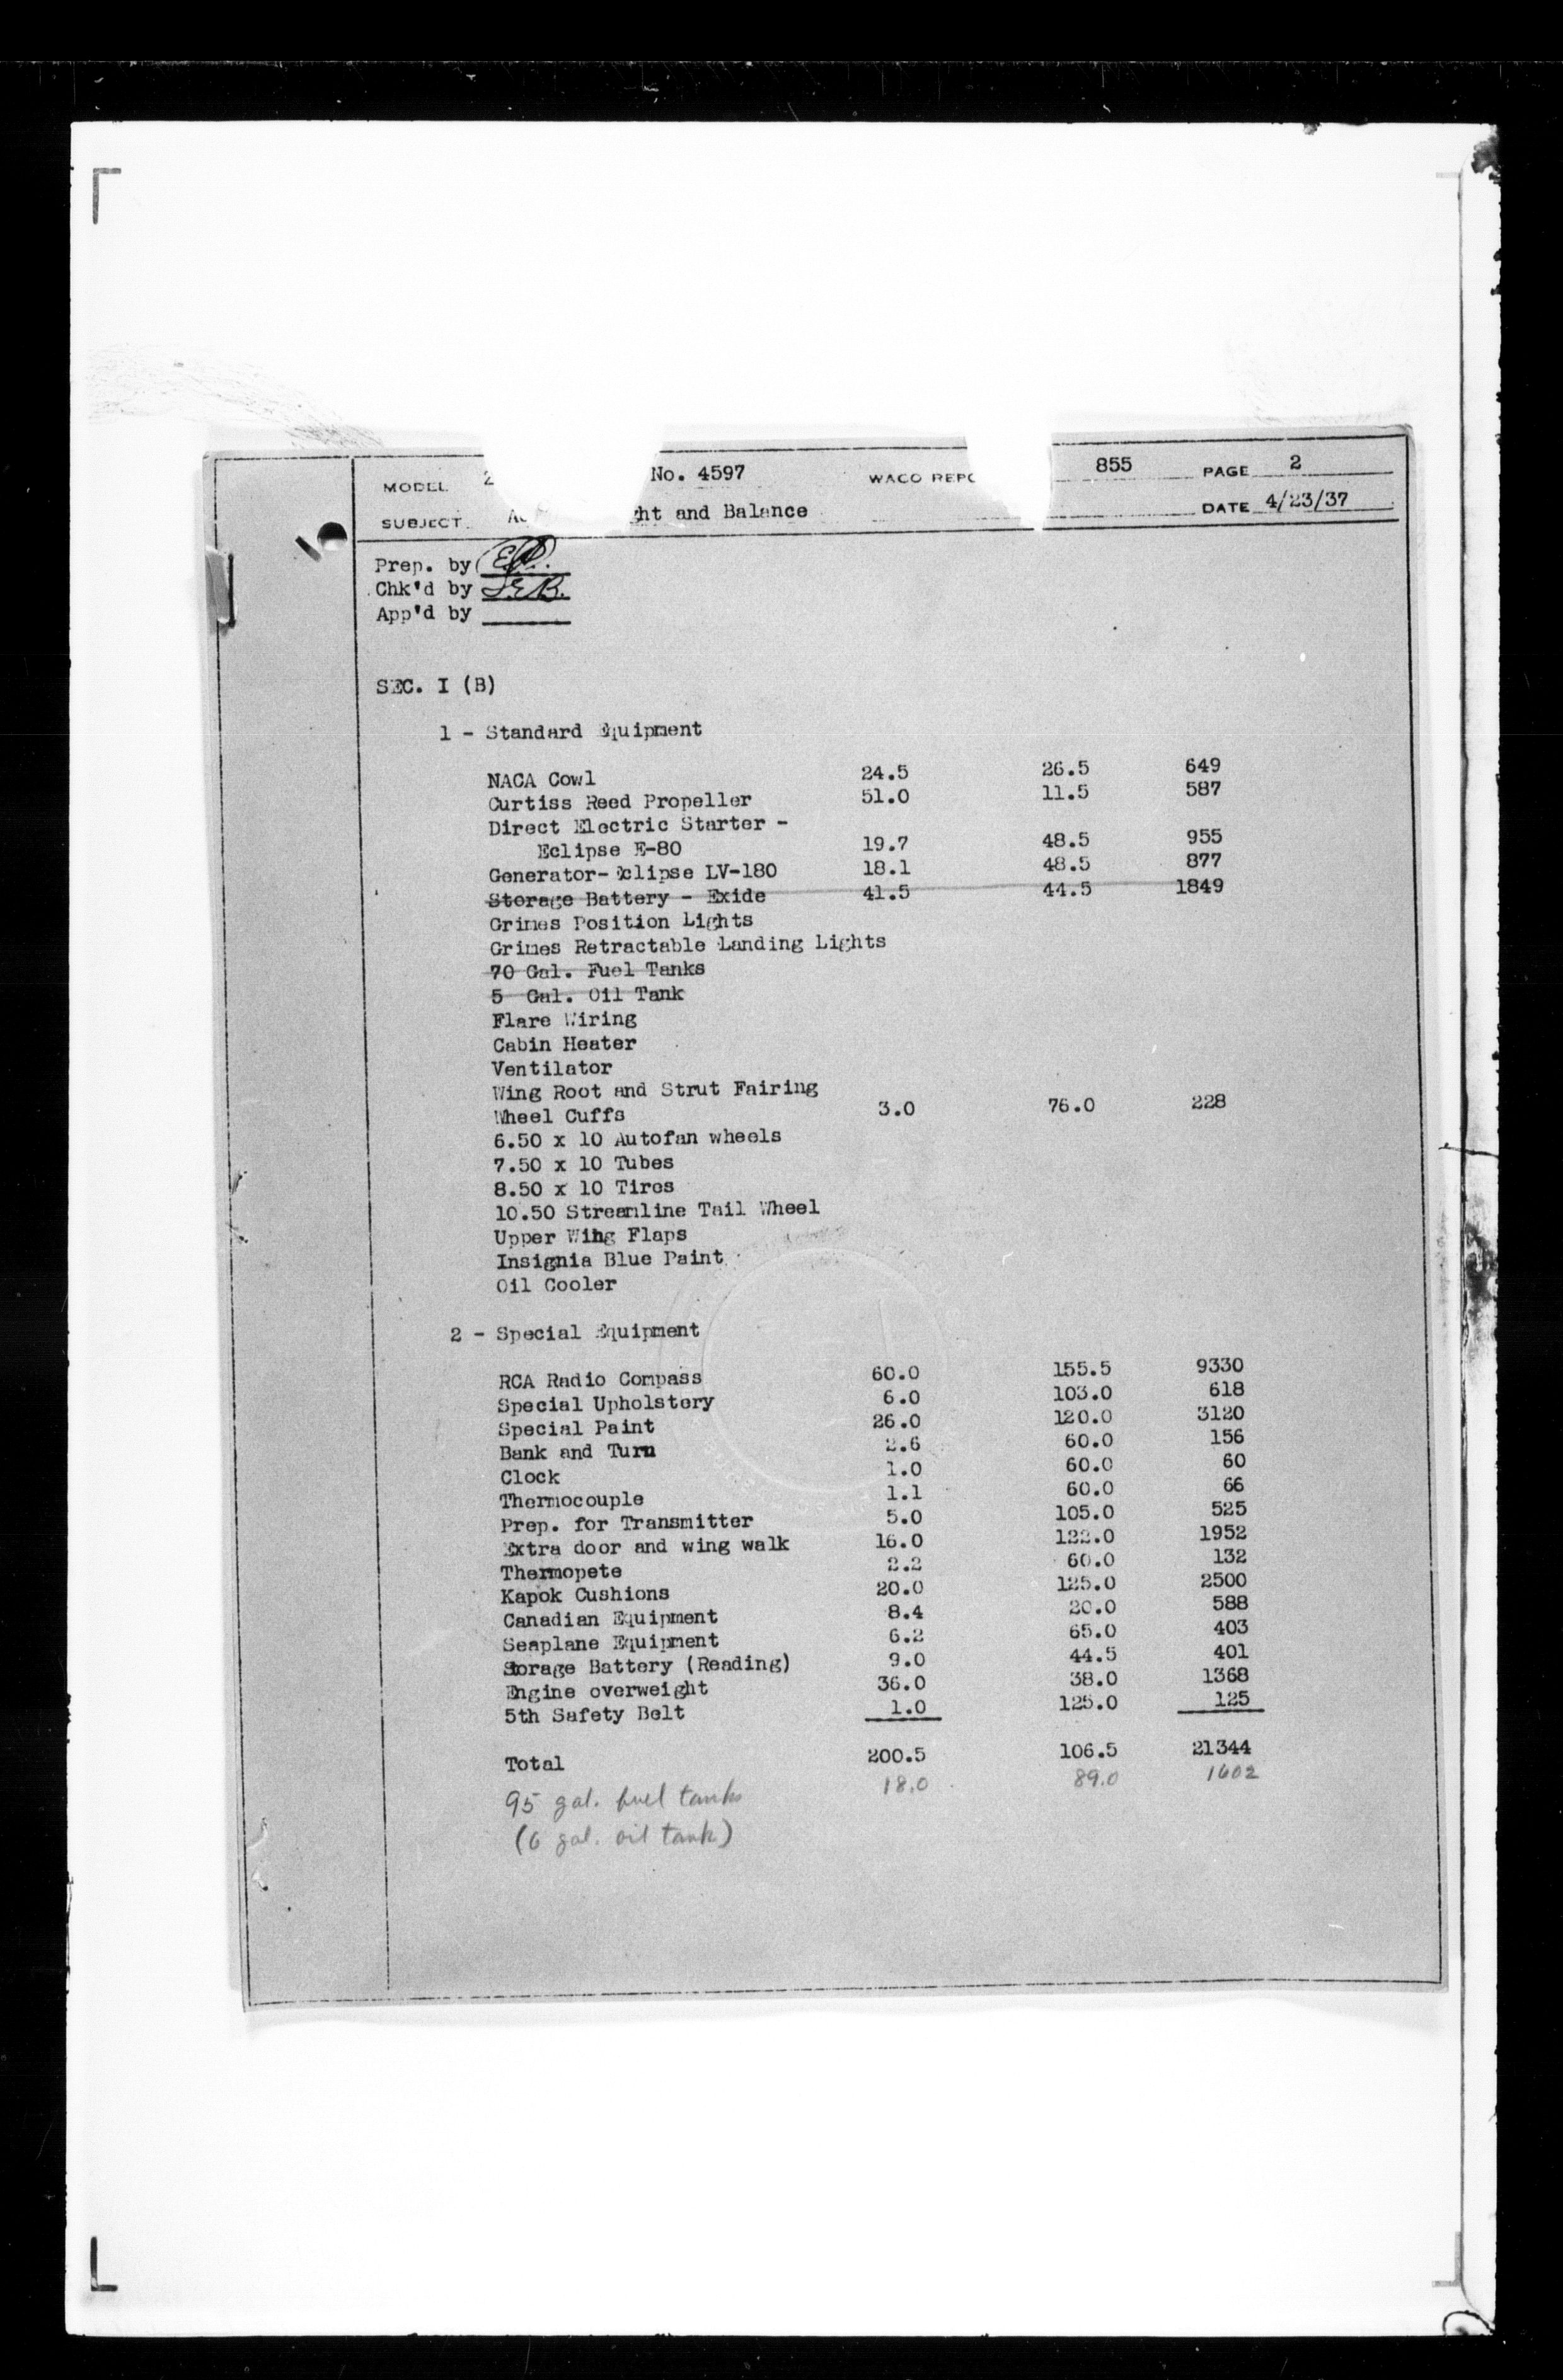 MODEL 2 No. 4597 WACO REPO 855 PAGE 2
SUBJECT Ac ht and Balance DATE 4/23/37
Prep. by
Chk'd by
App'd by
SEC. I (B)
1 - Standard Equipment
NACA Cowl 24.5 26.5 649
Curtiss Reed Propeller 51.0 11.5 587
Direct Electric Starter -
Eclipse E-80 19.7 48.5 955
Generator- Eclipse LV-180 18.1 48.5 877
Storage Battery - Exide 41.5 44.5 1849
Grimes Position Lights
Grimes Retractable Landing Lights
70 Gal. Fuel Tanks
5 Gal. Oil Tank
Flare Wiring
Cabin Heater
Ventilator
Wing Root and Strut Fairing
Wheel Cuffs 3.0 76.0 228
6.50 x 10 Autofan wheels
7.50 x 10 Tubes
8.50 x 10 Tires
10.50 Streamline Tail Wheel
Upper Wing Flaps
Insignia Blue Paint
Oil Cooler
2 - Special Equipment
RCA Radio Compass 60.0 155.5 9330
Special Upholstery 6.0 103.0 618
Special Paint 26.0 120.0 3120
Bank and Turn 2.6 60.0 156
Clock 1.0 60.0 60
Thermocouple 1.1 60.0 66
Prep. for Transmitter 5.0 105.0 525
Extra door and wing walk 16.0 122.0 1952
Thermopete 2.2 60.0 132
Kapok Cushions 20.0 125.0 2500
Canadian Equipment 8.4 20.0 588
Seaplane Equipment 6.2 65.0 403
Storage Battery (Reading) 9.0 44.5 401
Engine overweight 36.0 38.0 1368
5th Safety Belt 1.0 125.0 125
Total 200.5 106.5 21344
95 gal. fuel tanks 18.0 89.0 1602
(6 gal. oil tank)